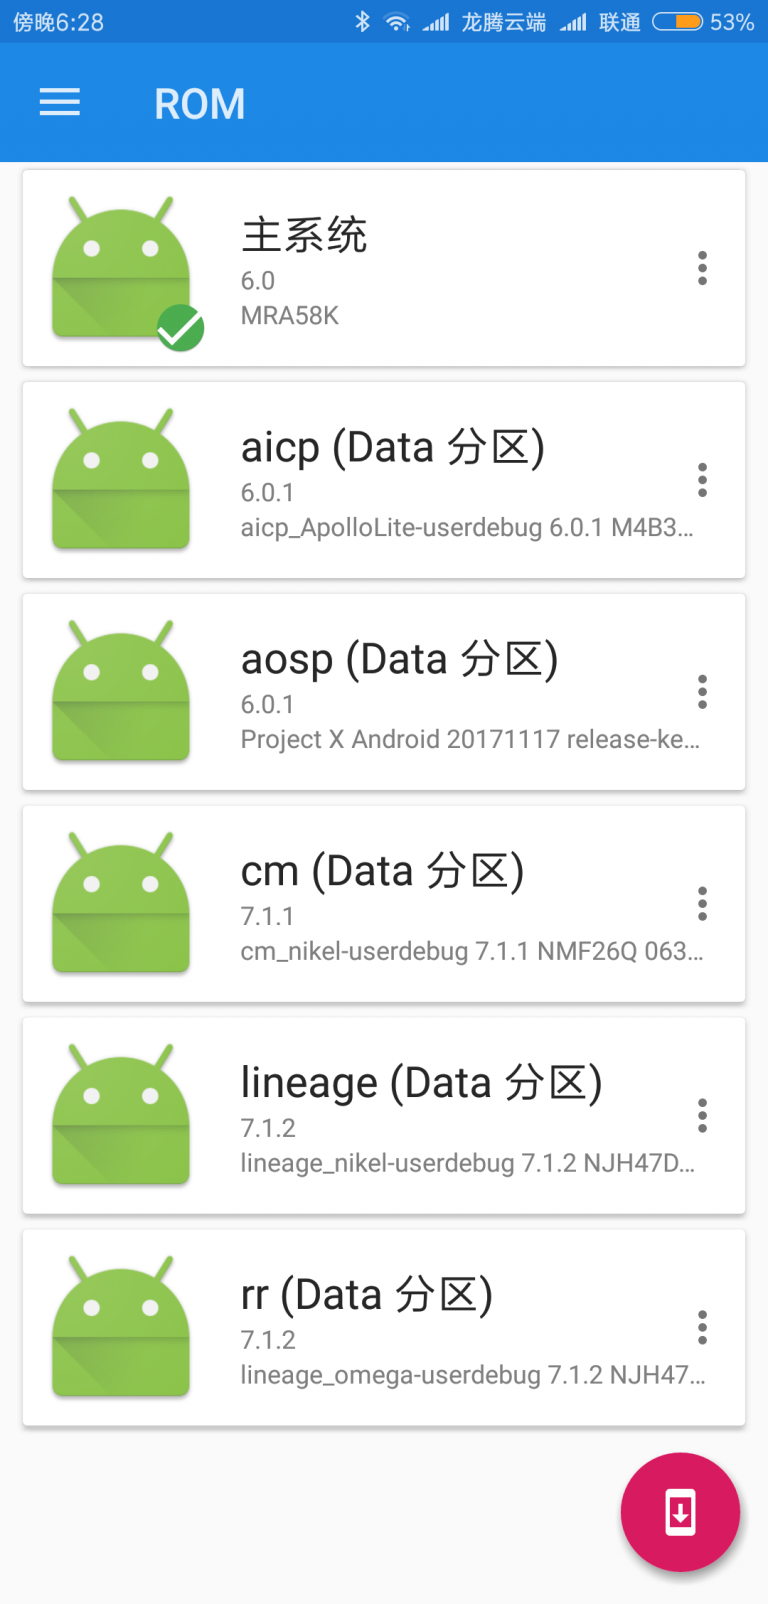 傍晚6:28 龙腾云端 联通 53%
ROM
主系统
6.0
MRA58K
aicp (Data 分区)
6.0.1
aicp_ApolloLite-userdebug 6.0.1 M4B3...
aosp (Data 分区)
6.0.1
Project X Android 20171117 release-ke...
cm (Data 分区)
7.1.1
cm_nikel-userdebug 7.1.1 NMF26Q 063...
lineage (Data 分区)
7.1.2
lineage_nikel-userdebug 7.1.2 NJH47D...
rr (Data 分区)
7.1.2
lineage_omega-userdebug 7.1.2 NJH47...